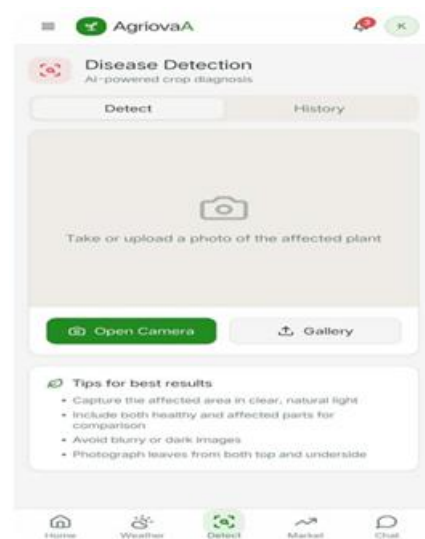 AgriovaA
3
K
Disease Detection
AI-powered crop diagnosis
Detect
History
Take or upload a photo of the affected plant
Open Camera
Gallery
Tips for best results
• Capture the affected area in clear, natural light
• Include both healthy and affected parts for
comparison
• Avoid blurry or dark images
• Photograph leaves from both top and underside
Home
Weather
Detect
Market
Chat